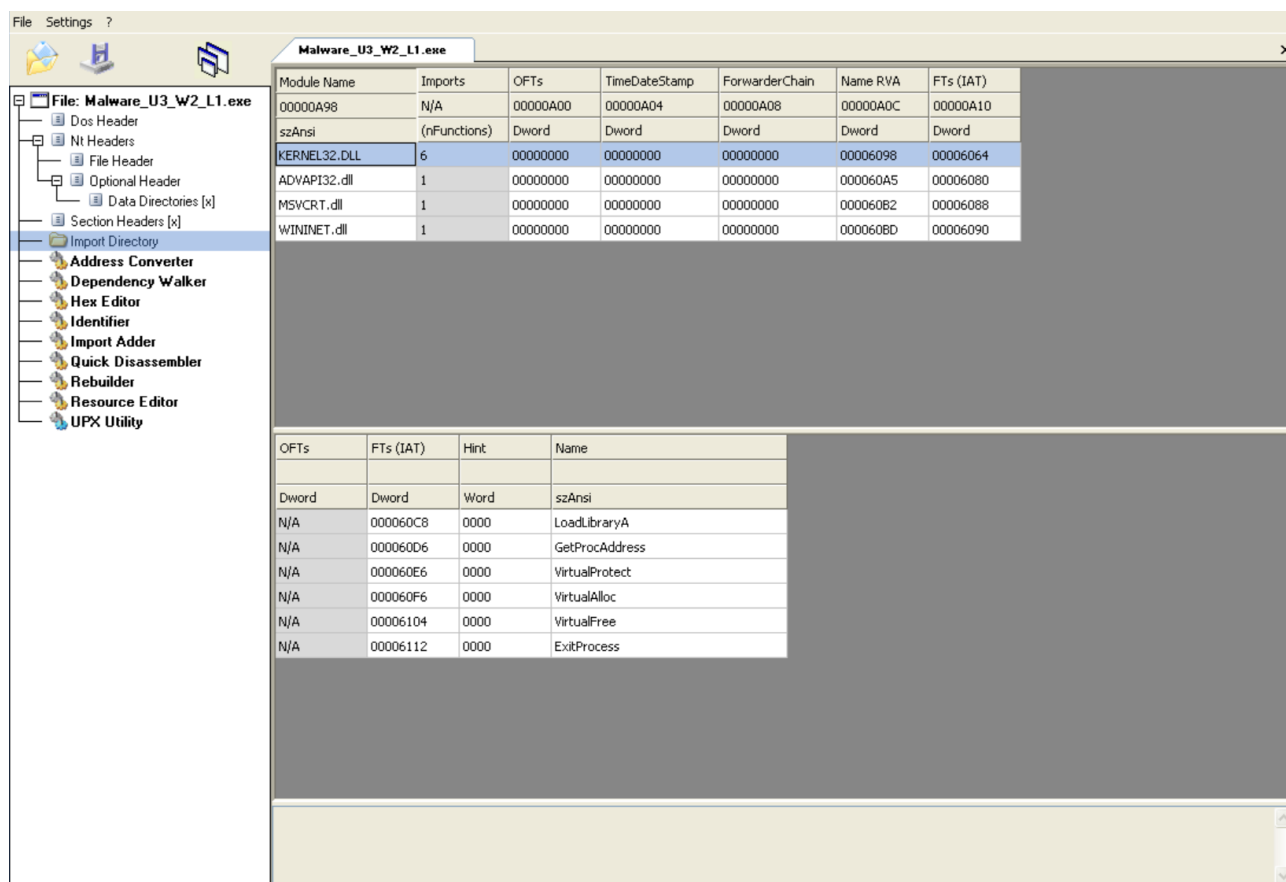 File Settings ?
Malware_U3_W2_L1.exe
File: Malware_U3_W2_L1.exe
Dos Header
Nt Headers
File Header
Optional Header
Data Directories [x]
Section Headers [x]
Import Directory
Address Converter
Dependency Walker
Hex Editor
Identifier
Import Adder
Quick Disassembler
Rebuilder
Resource Editor
UPX Utility
Module Name Imports OFTs TimeDateStamp ForwarderChain Name RVA FTs (IAT)
00000A98 N/A 00000A00 00000A04 00000A08 00000A0C 00000A10
szAnsi (nFunctions) Dword Dword Dword Dword Dword
KERNEL32.DLL 6 00000000 00000000 00000000 00006098 00006064
ADVAPI32.dll 1 00000000 00000000 00000000 000060A5 00006080
MSVCRT.dll 1 00000000 00000000 00000000 000060B2 00006088
WININET.dll 1 00000000 00000000 00000000 000060BD 00006090
OFTs FTs (IAT) Hint Name
Dword Dword Word szAnsi
N/A 000060C8 0000 LoadLibraryA
N/A 000060D6 0000 GetProcAddress
N/A 000060E6 0000 VirtualProtect
N/A 000060F6 0000 VirtualAlloc
N/A 00006104 0000 VirtualFree
N/A 00006112 0000 ExitProcess